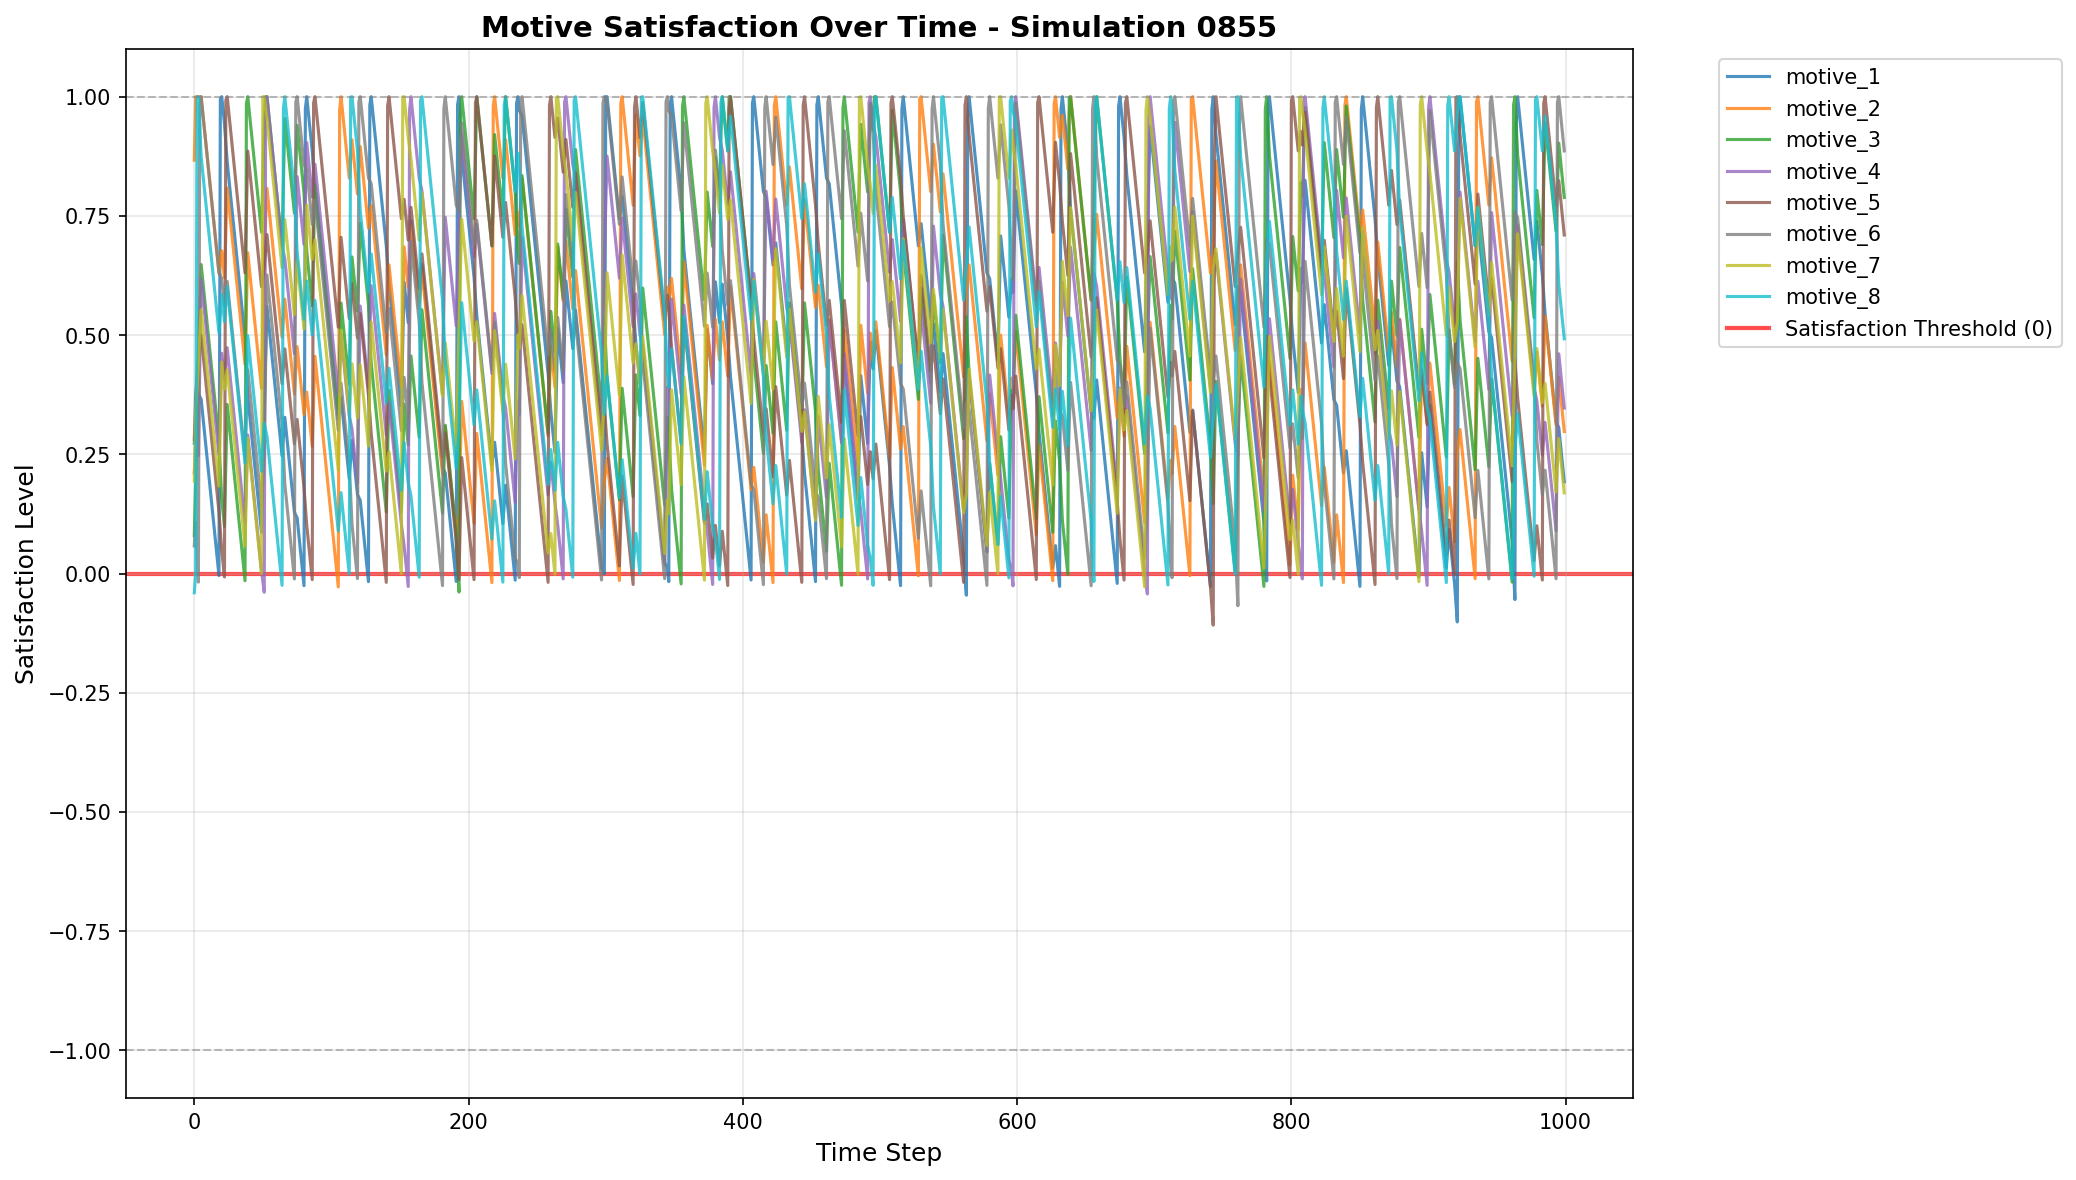 Motive Satisfaction Over Time - Simulation 0855
Satisfaction Level
1.00
0.75
0.50
0.25
0.00
−0.25
−0.50
−0.75
−1.00
0
200
400
600
800
1000
Time Step
motive_1
motive_2
motive_3
motive_4
motive_5
motive_6
motive_7
motive_8
Satisfaction Threshold (0)